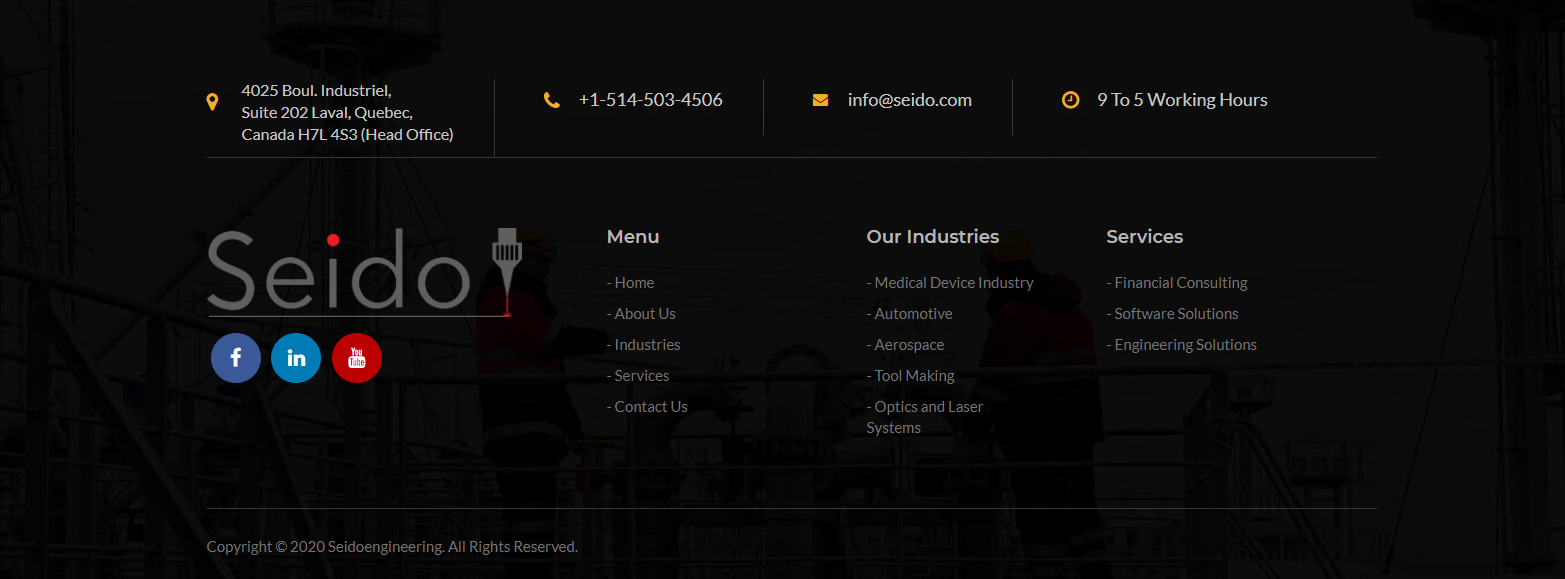 4025 Boul. Industriel,
Suite 202 Laval, Quebec,
Canada H7L 4S3 (Head Office)
+1-514-503-4506
info@seido.com
9 To 5 Working Hours
Seido
f
in
You
Tube
Menu
- Home
- About Us
- Industries
- Services
- Contact Us
Our Industries
- Medical Device Industry
- Automotive
- Aerospace
- Tool Making
- Optics and Laser
Systems
Services
- Financial Consulting
- Software Solutions
- Engineering Solutions
Copyright © 2020 Seidoengineering. All Rights Reserved.